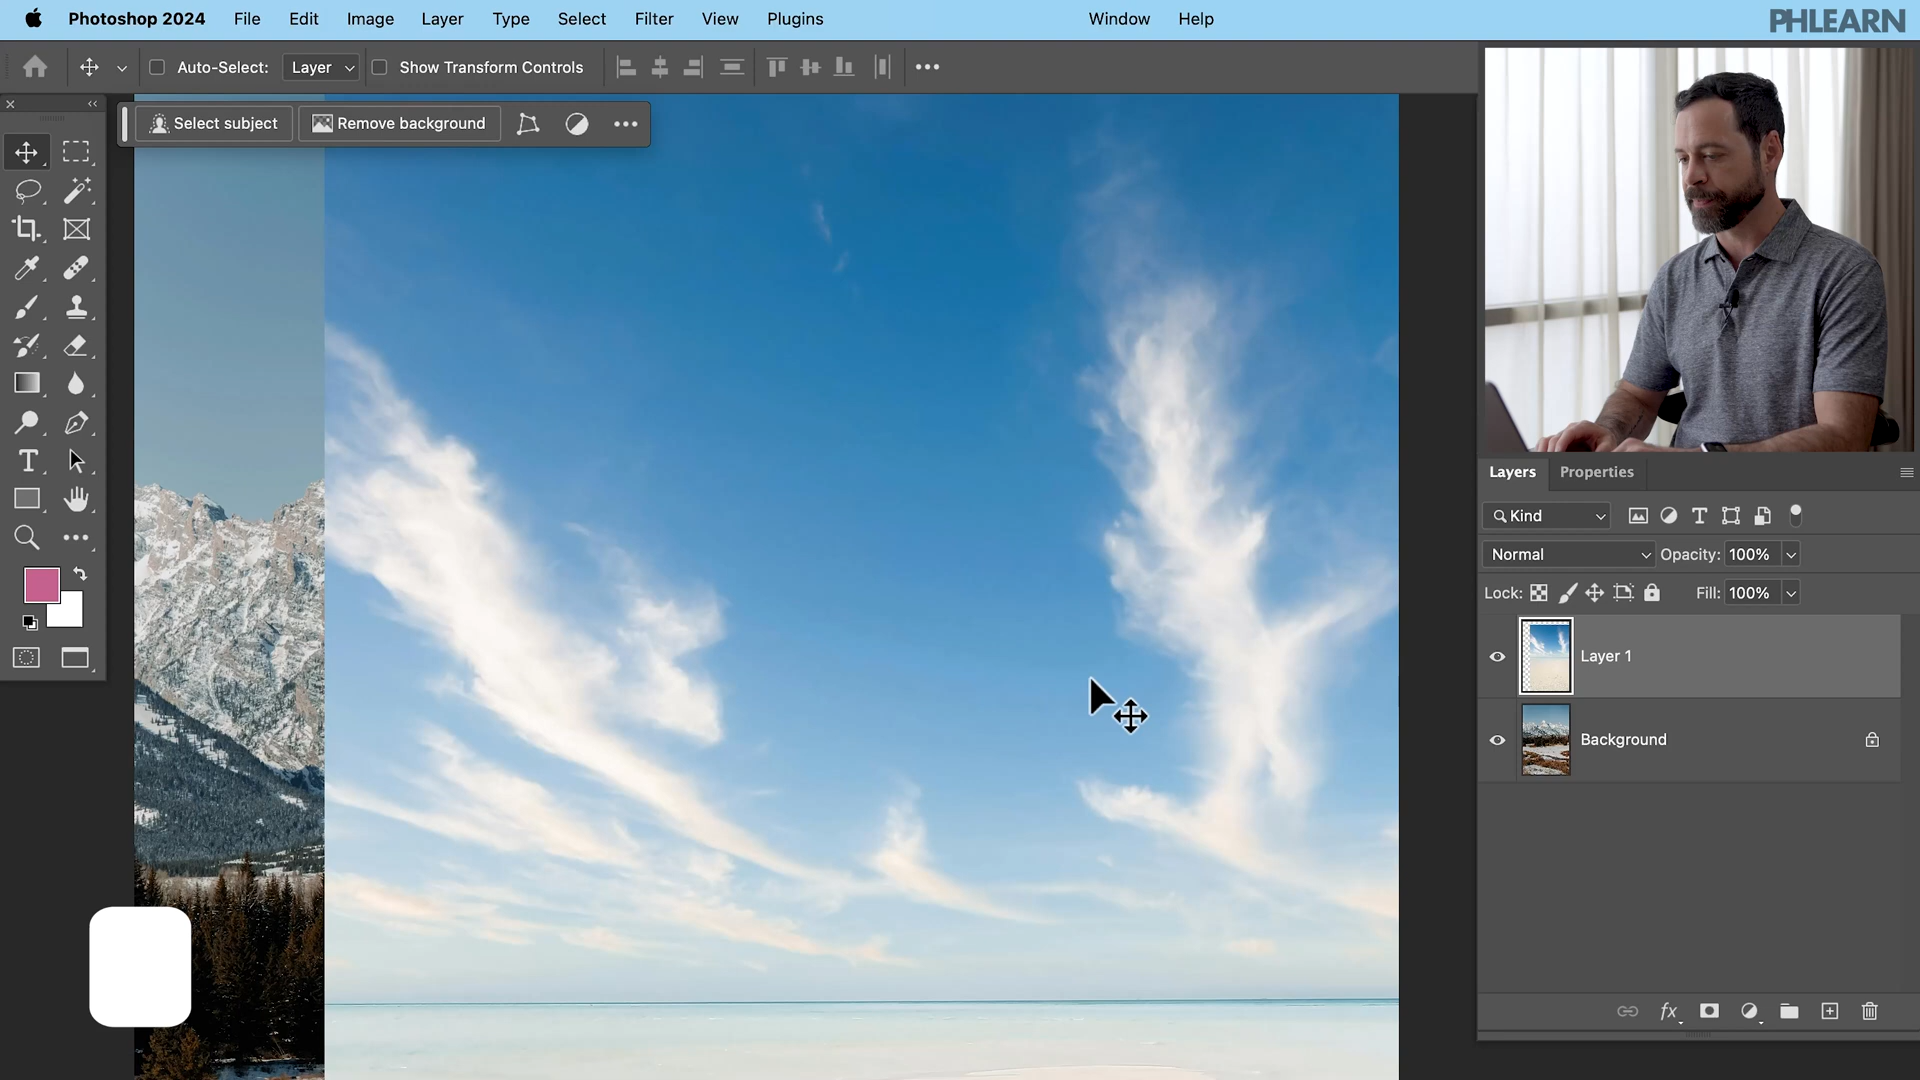 Photoshop 2024 File Edit Image Layer Type Select Filter View Plugins Window Help
PHLEARN
Auto-Select: Layer Show Transform Controls
Select subject Remove background
Layers Properties
Kind
Normal Opacity: 100%
Lock: Fill: 100%
Layer 1
Background